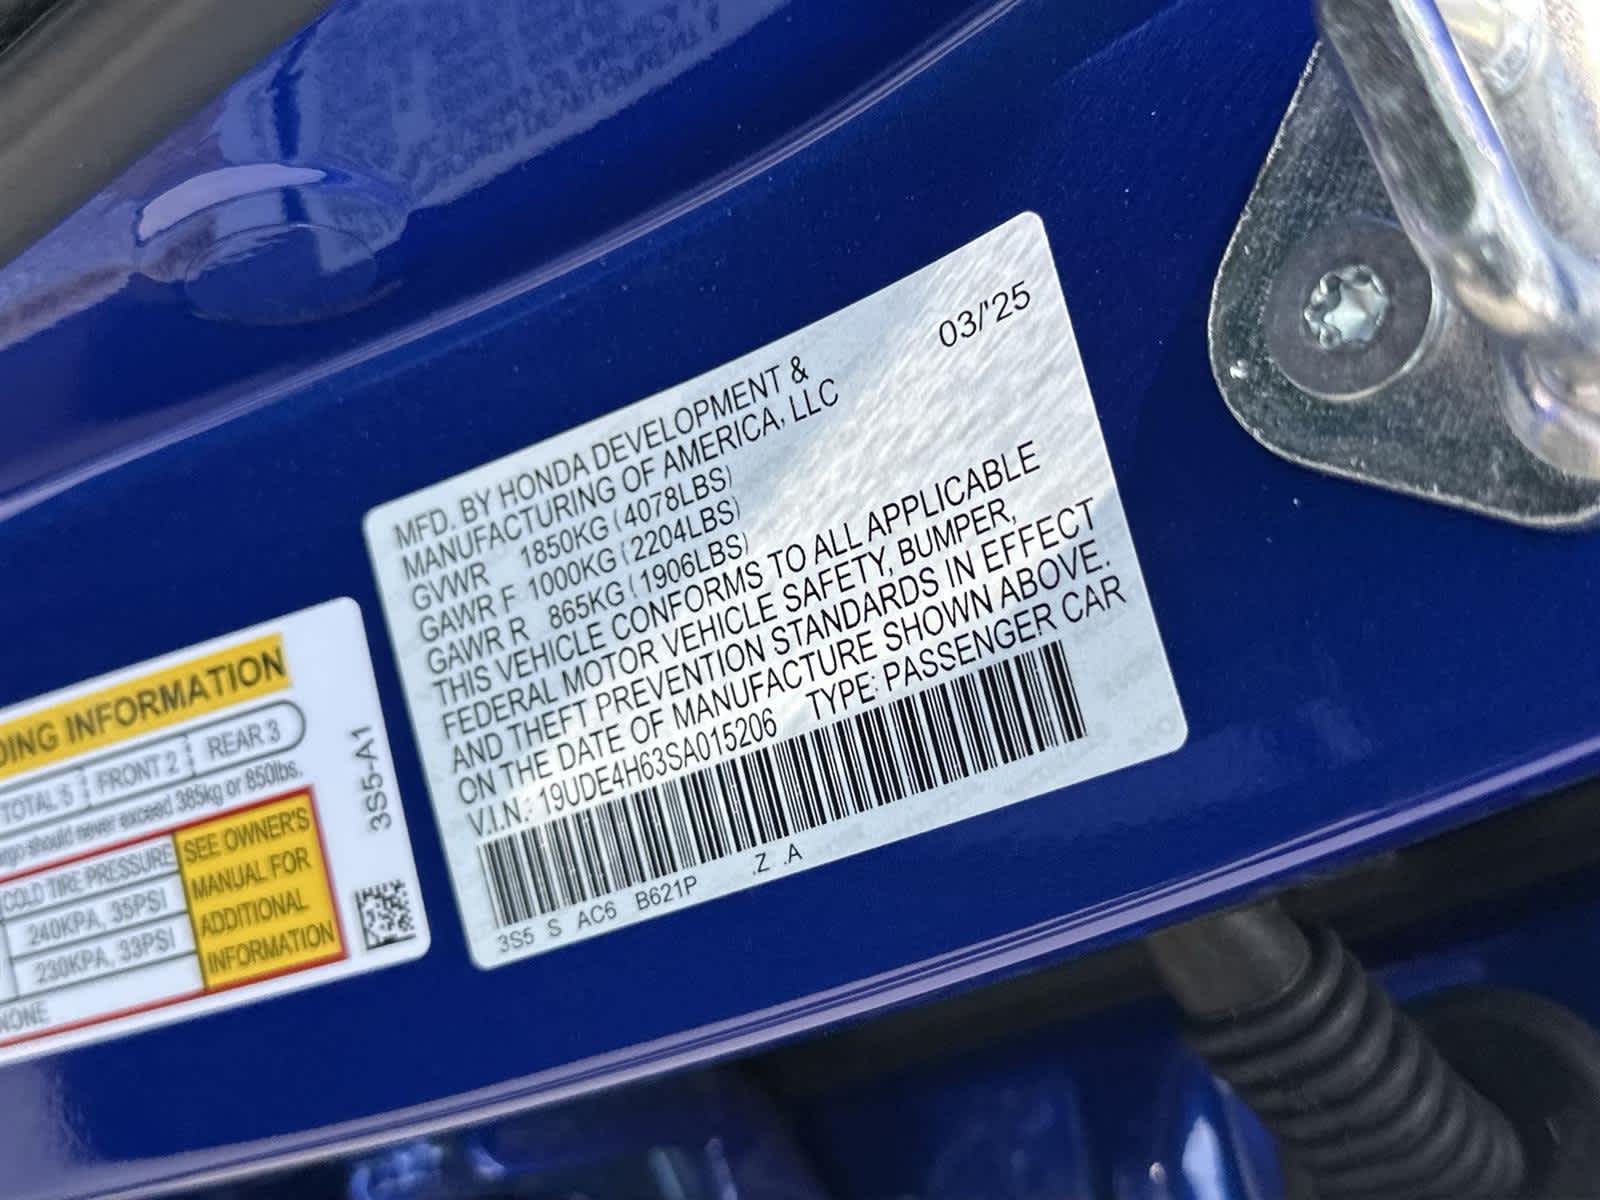 03/'25
MFD. BY HONDA DEVELOPMENT &
MANUFACTURING OF AMERICA, LLC
GVWR 1850KG (4078LBS)
GAWR F 1000KG (2204LBS)
GAWR R 865KG (1906LBS)
THIS VEHICLE CONFORMS TO ALL APPLICABLE
FEDERAL MOTOR VEHICLE SAFETY, BUMPER,
AND THEFT PREVENTION STANDARDS IN EFFECT
ON THE DATE OF MANUFACTURE SHOWN ABOVE.
V.I.N.: 19UDE4H63SA015206 TYPE: PASSENGER CAR
3S5 S AC6 B621P .Z .A
DING INFORMATION
TOTAL 5 FRONT 2 REAR 3
rgo should never exceed 385kg or 850lbs.
COLD TIRE PRESSURE
240KPA, 35PSI
230KPA, 33PSI
NONE
SEE OWNER'S
MANUAL FOR
ADDITIONAL
INFORMATION
3S5-A1